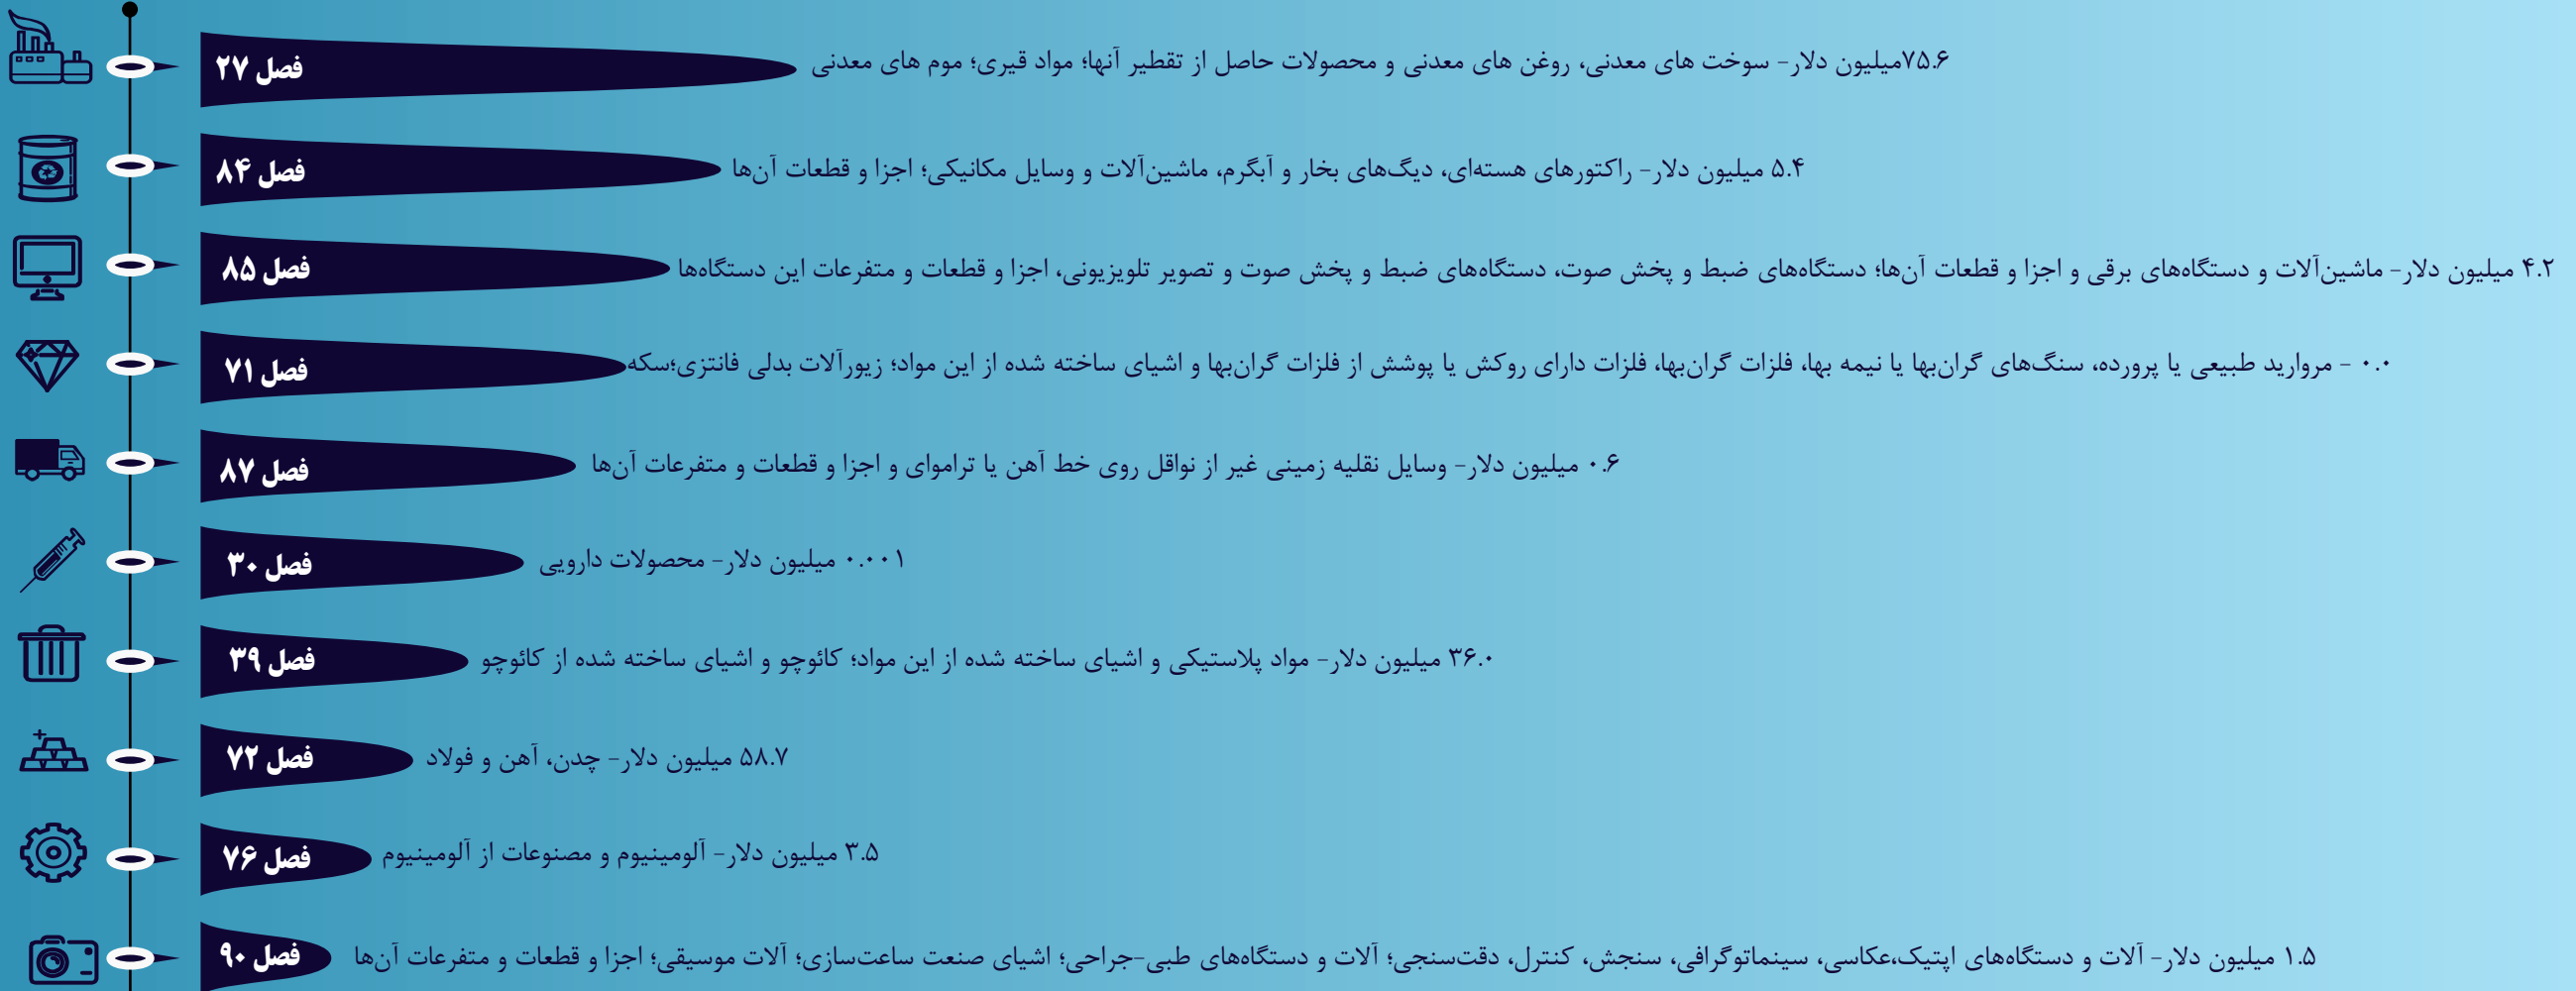 فصل ۲۷
۷۵.۶میلیون دلار- سوخت های معدنی، روغن های معدنی و محصولات حاصل از تقطیر آنها؛ مواد قیری؛ موم های معدنی
فصل ۸۴
۵.۴ میلیون دلار- راکتورهای هسته‌ای، دیگ‌های بخار و آبگرم، ماشین‌آلات و وسایل مکانیکی؛ اجزا و قطعات آن‌ها
فصل ۸۵
۴.۲ میلیون دلار- ماشین‌آلات و دستگاه‌های برقی و اجزا و قطعات آن‌ها؛ دستگاه‌های ضبط و پخش صوت، دستگاه‌های ضبط و پخش صوت و تصویر تلویزیونی، اجزا و قطعات و متفرعات این دستگاه‌ها
فصل ۷۱
۰.۰ - مروارید طبیعی یا پرورده، سنگ‌های گران‌بها یا نیمه بها، فلزات گران‌بها، فلزات دارای روکش یا پوشش از فلزات گران‌بها و اشیای ساخته شده از این مواد؛ زیورآلات بدلی فانتزی؛سکه
فصل ۸۷
۰.۶ میلیون دلار- وسایل نقلیه زمینی غیر از نواقل روی خط آهن یا تراموای و اجزا و قطعات و متفرعات آن‌ها
فصل ۳۰
۰.۰۰۱ میلیون دلار- محصولات دارویی
فصل ۳۹
۳۶.۰ میلیون دلار- مواد پلاستیکی و اشیای ساخته شده از این مواد؛ کائوچو و اشیای ساخته شده از کائوچو
فصل ۷۲
۵۸.۷ میلیون دلار- چدن، آهن و فولاد
فصل ۷۶
۳.۵ میلیون دلار- آلومینیوم و مصنوعات از آلومینیوم
فصل ۹۰
۱.۵ میلیون دلار- آلات و دستگاه‌های اپتیک،عکاسی، سینماتوگرافی، سنجش، کنترل، دقت‌سنجی؛ آلات و دستگاه‌های طبی-جراحی؛ اشیای صنعت ساعت‌سازی؛ آلات موسیقی؛ اجزا و قطعات و متفرعات آن‌ها